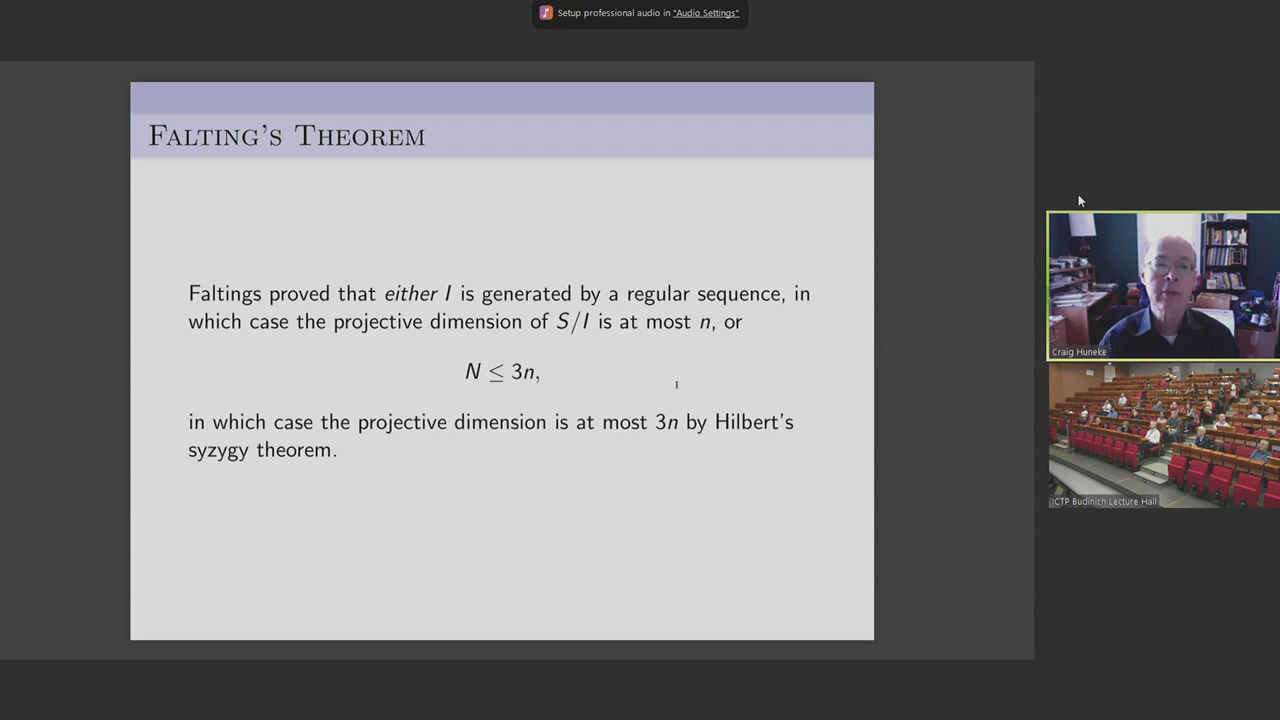 Setup professional audio in "Audio Settings"
FALTING'S THEOREM
Faltings proved that either I is generated by a regular sequence, in
which case the projective dimension of S/I is at most n, or
N ≤ 3n,
in which case the projective dimension is at most 3n by Hilbert's
syzygy theorem.
Craig Huneke
ICTP Budinich Lecture Hall